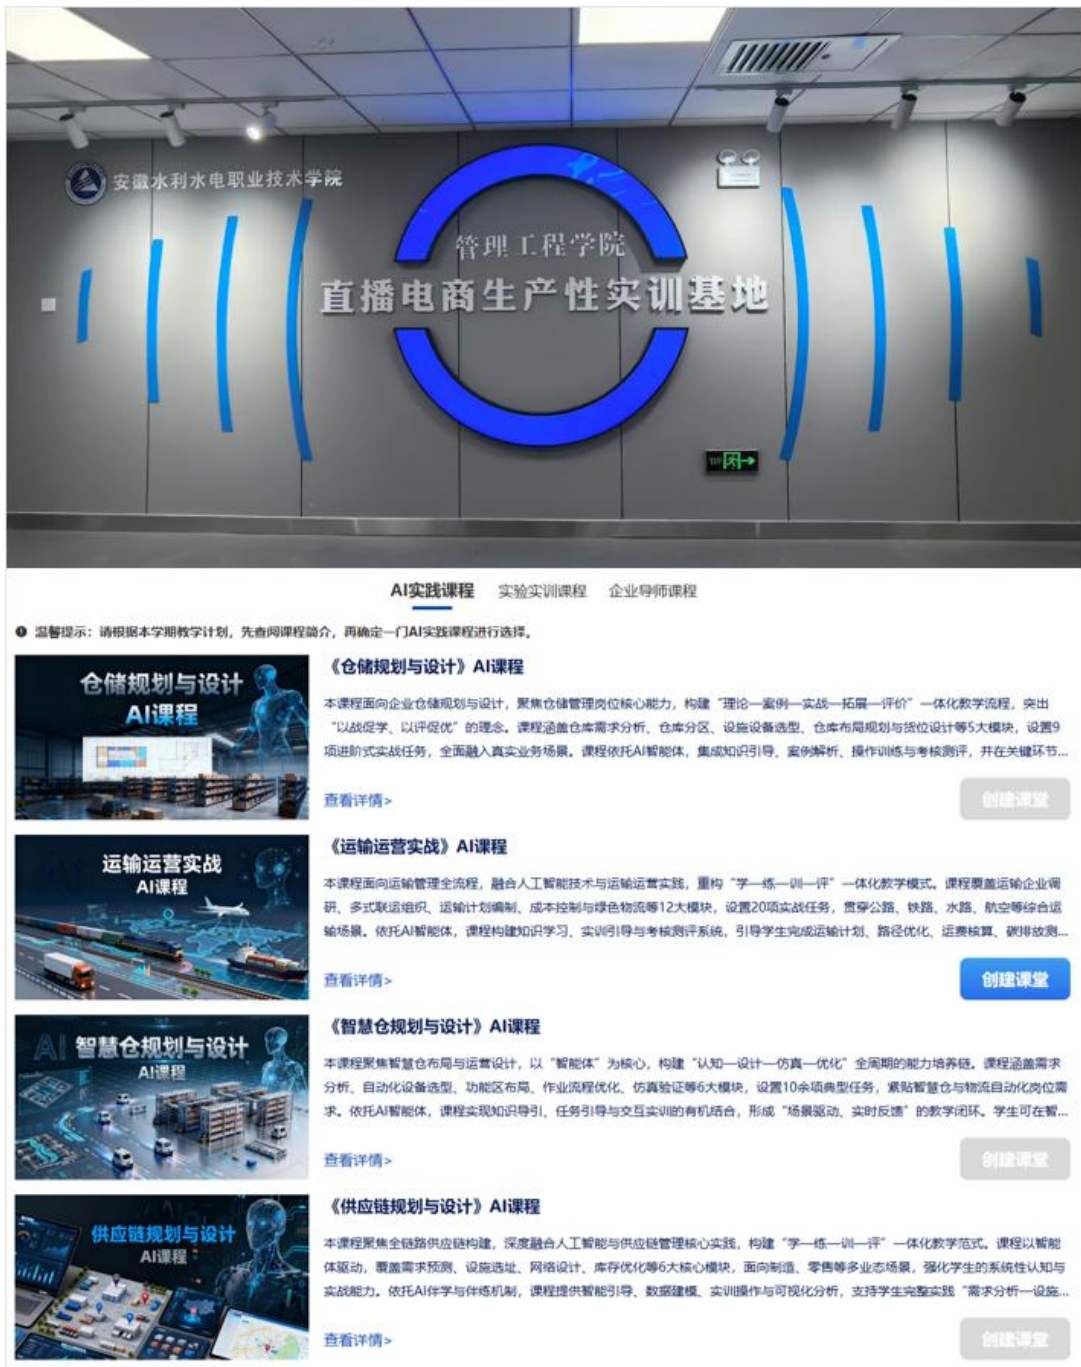 安徽水利水电职业技术学院
管理工程学院
直播电商生产性实训基地
AI实践课程 实验实训课程 企业导师课程
温馨提示：请根据本学期教学计划，先查阅课程简介，再确定一门AI实践课程进行选择。
仓储规划与设计
AI课程
《仓储规划与设计》AI课程
本课程面向企业仓储规划与设计，聚焦仓储管理岗位核心能力，构建“理论—案例—实战—拓展—评价”一体化教学流程，突出
“以战促学、以评促优”的理念。课程涵盖仓库需求分析、仓库分区、设施设备选型、仓库布局规划与货位设计等5大模块，设置9
项进阶式实战任务，全面融入真实业务场景。课程依托AI智能体，集成知识引导、案例解析、操作训练与考核测评，并在关键环节...
查看详情>
创建课堂
运输运营实战
AI课程
《运输运营实战》AI课程
本课程面向运输管理全流程，融合人工智能技术与运输运营实践，重构“学—练—训—评”一体化教学模式。课程覆盖运输企业调
研、多式联运组织、运输计划编制、成本控制与绿色物流等12大模块，设置20项实战任务，贯穿公路、铁路、水路、航空等综合运
输场景。依托AI智能体，课程构建知识学习、实训引导与考核测评系统，引导学生完成运输计划、路径优化、运费核算、碳排放测...
查看详情>
创建课堂
AI 智慧仓规划与设计
AI课程
《智慧仓规划与设计》AI课程
本课程聚焦智慧仓布局与运营设计，以“智能体”为核心，构建“认知—设计—仿真—优化”全周期的能力培养链。课程涵盖需求
分析、自动化设备选型、功能区布局、作业流程优化、仿真验证等6大模块，设置10余项典型任务，紧贴智慧仓与物流自动化岗位需
求。依托AI智能体，课程实现知识导引、任务引导与交互实训的有机结合，形成“场景驱动、实时反馈”的教学闭环。学生可在智...
查看详情>
创建课堂
供应链规划与设计
AI课程
《供应链规划与设计》AI课程
本课程聚焦全链路供应链构建，深度融合人工智能与供应链管理核心实践，构建“学—练—训—评”一体化教学范式。课程以智能
体驱动，覆盖需求预测、设施选址、网络设计、库存优化等6大核心模块，面向制造、零售等多业态场景，强化学生的系统性认知与
实战能力。依托AI伴学与伴练机制，课程提供智能引导、数据建模、实训操作与可视化分析，支持学生完整实践“需求分析—设施...
查看详情>
创建课堂